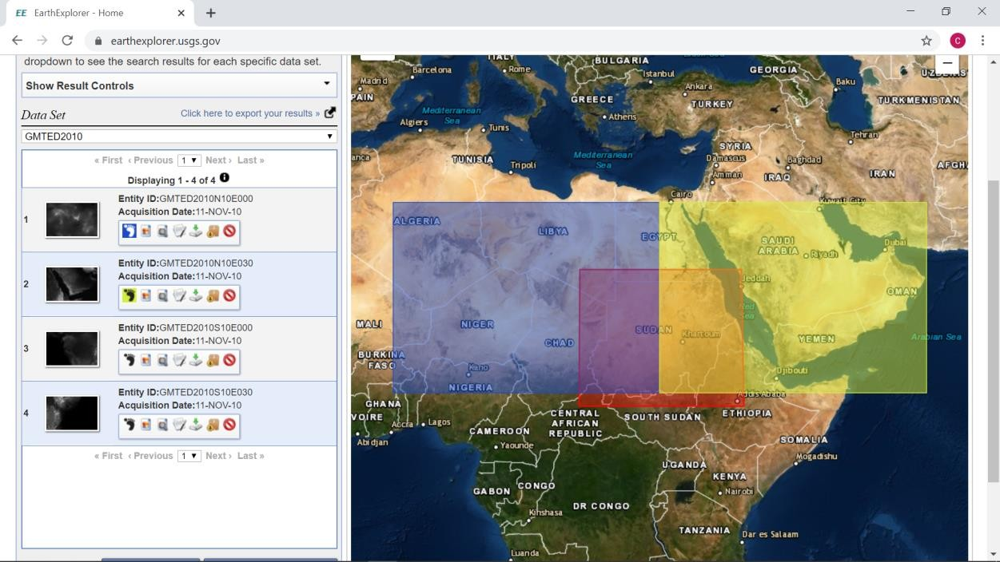 EE EarthExplorer - Home
earthexplorer.usgs.gov
C
dropdown to see the search results for each specific data set.
Show Result Controls
Data Set
Click here to export your results »
GMTED2010
« First ‹ Previous 1 Next › Last »
Displaying 1 - 4 of 4
1
Entity ID:GMTED2010N10E000
Acquisition Date:11-NOV-10
2
Entity ID:GMTED2010N10E030
Acquisition Date:11-NOV-10
3
Entity ID:GMTED2010S10E000
Acquisition Date:11-NOV-10
4
Entity ID:GMTED2010S10E030
Acquisition Date:11-NOV-10
« First ‹ Previous 1 Next › Last »
ITALY
BULGARIA
Barcelona
Rome
Istanbul
GEORGIA
Madrid
Ankara
Baku
PAIN
GREECE
TURKEY
TURKMENISTAN
Mediterranean
Sea
Athens
Algiers
Tunis
Tehran
SYRIA
Mediterranean
Sea
anca
TUNISIA
Tripoli
Damascus
Baghdad
AFGH
Amman
IRAQ
IRAN
Cairo
Kuwait City
ALGERIA
LIBYA
EGYPT
SAUDI
ARABIA
Riyadh
Dubai
Jeddah
OMAN
Red
Sea
MALI
NIGER
SUDAN
Khartoum
CHAD
YEMEN
Arabian Sea
BURKINA
FASO
Kano
Djibouti
NIGERIA
Addis Ababa
GHANA
CENTRAL
AFRICAN
REPUBLIC
SOUTH SUDAN
ETHIOPIA
VOIRE
Accra
Lagos
CAMEROON
Abidjan
Yaounde
SOMALIA
Mogadishu
UGANDA
KENYA
GABON
CONGO
Nairobi
DR CONGO
Kinshasa
TANZANIA
Dar es Salaam
Luanda